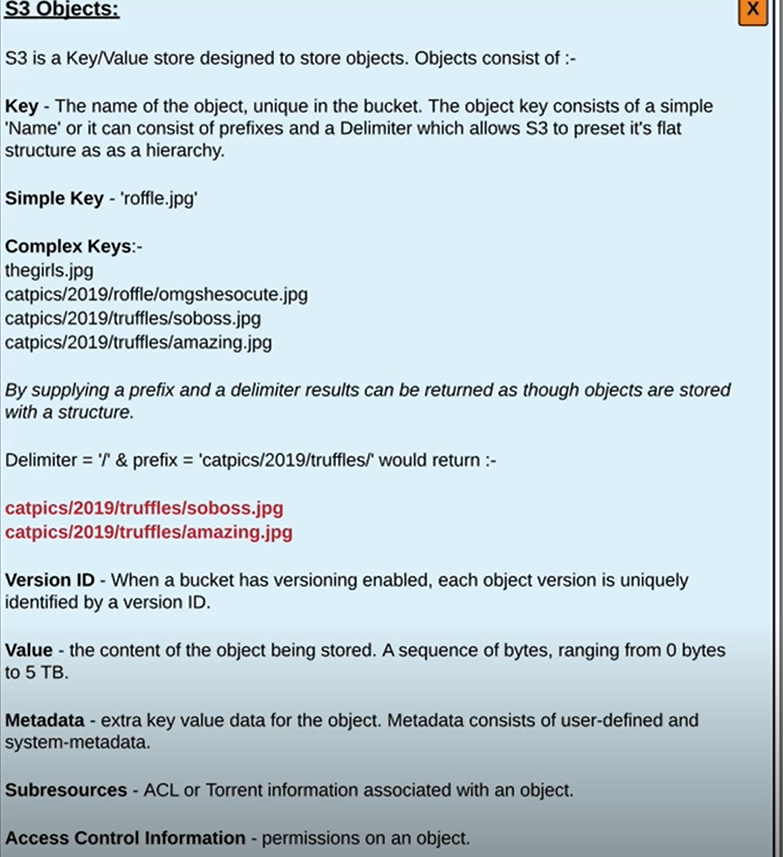 S3 Objects:
X
S3 is a Key/Value store designed to store objects. Objects consist of :-
Key - The name of the object, unique in the bucket. The object key consists of a simple
'Name' or it can consist of prefixes and a Delimiter which allows S3 to preset it's flat
structure as as a hierarchy.
Simple Key - 'roffle.jpg'
Complex Keys:-
thegirls.jpg
catpics/2019/roffle/omgshesocute.jpg
catpics/2019/truffles/soboss.jpg
catpics/2019/truffles/amazing.jpg
By supplying a prefix and a delimiter results can be returned as though objects are stored
with a structure.
Delimiter = '/' & prefix = 'catpics/2019/truffles/' would return :-
catpics/2019/truffles/soboss.jpg
catpics/2019/truffles/amazing.jpg
Version ID - When a bucket has versioning enabled, each object version is uniquely
identified by a version ID.
Value - the content of the object being stored. A sequence of bytes, ranging from 0 bytes
to 5 TB.
Metadata - extra key value data for the object. Metadata consists of user-defined and
system-metadata.
Subresources - ACL or Torrent information associated with an object.
Access Control Information - permissions on an object.